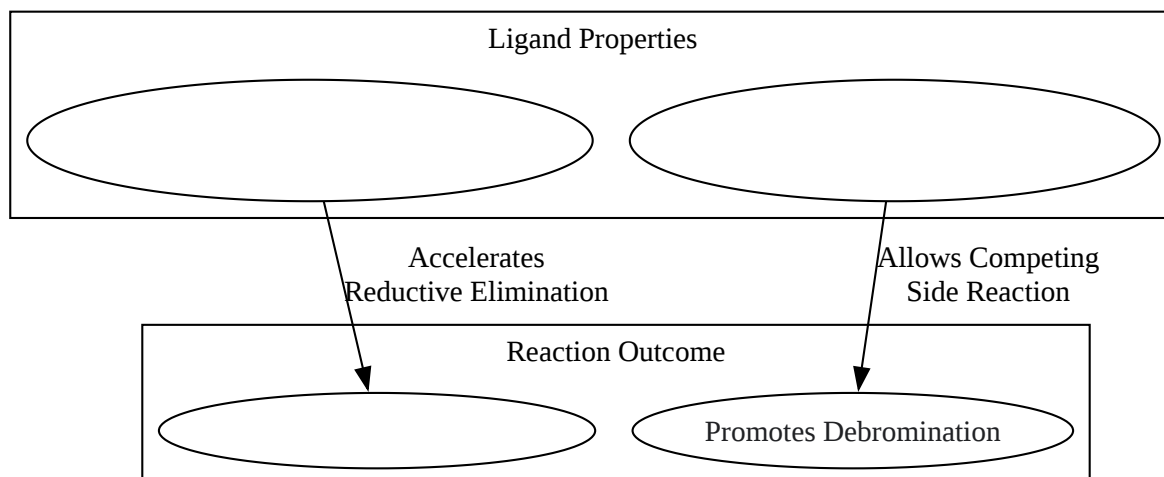 Ligand Properties
Accelerates
Reductive Elimination
Allows Competing
Side Reaction
Reaction Outcome
Promotes Debromination